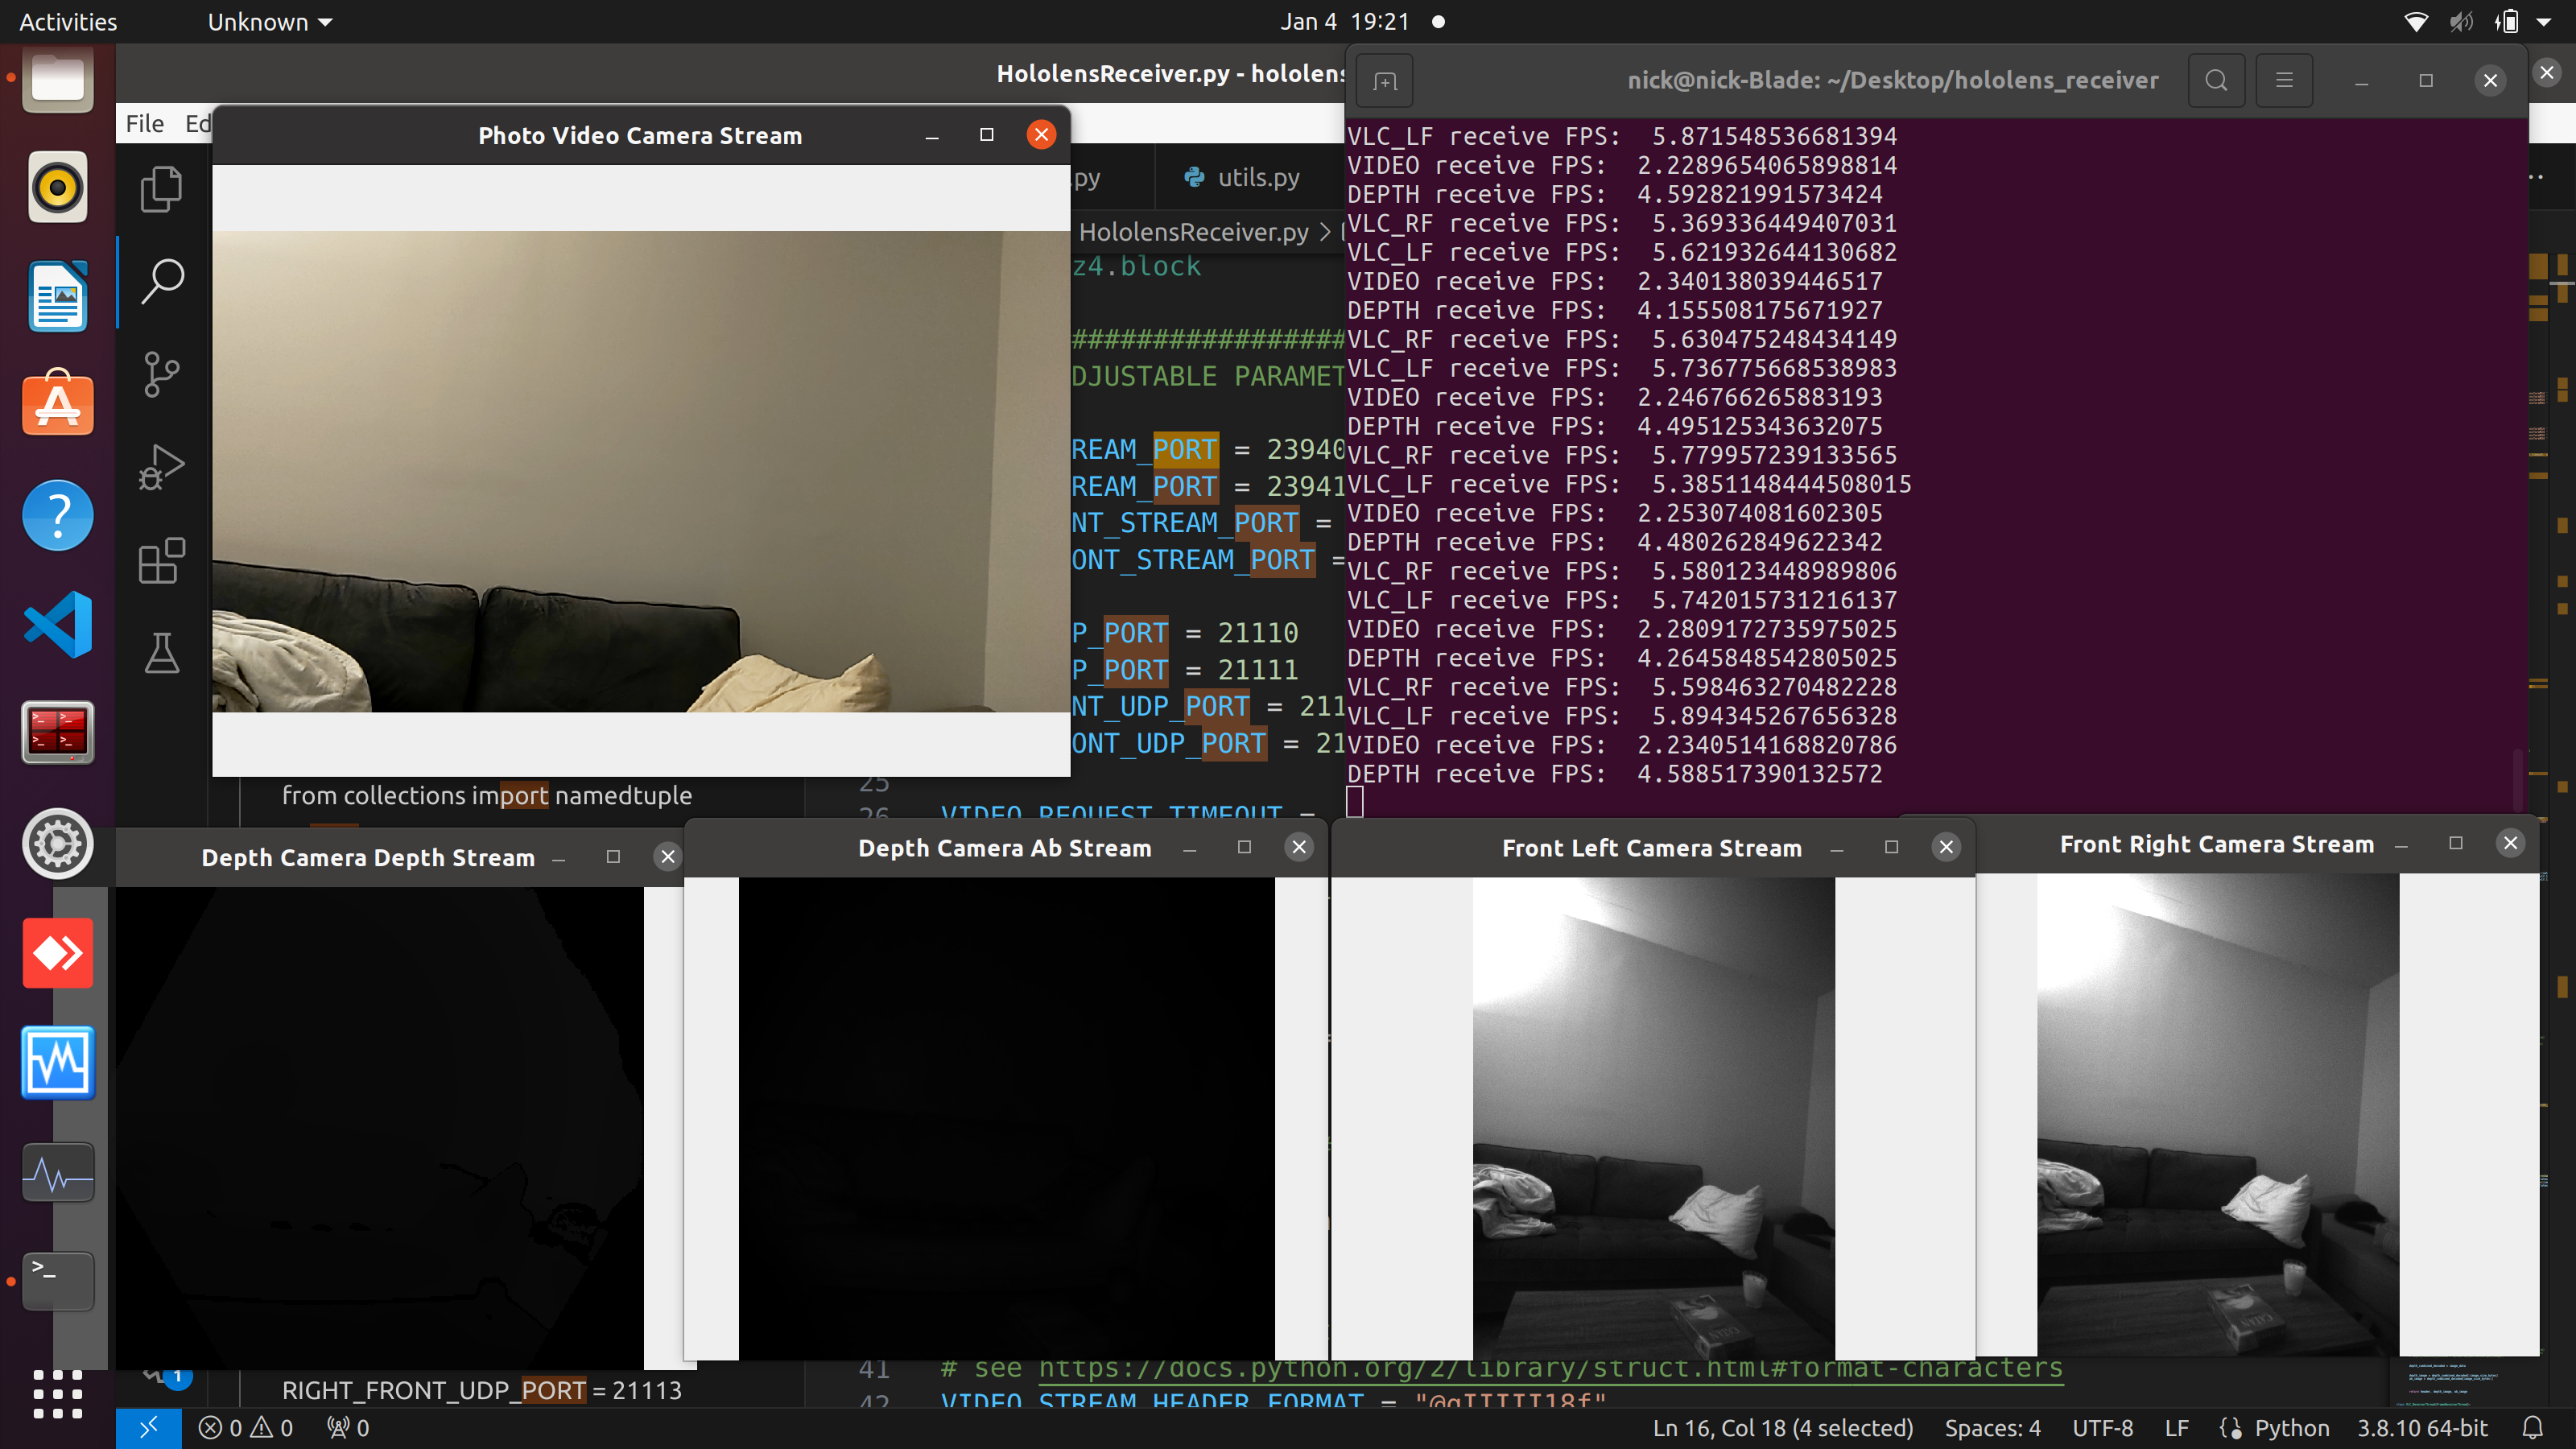 Activities
Unknown
Jan 4 19:21
HololensReceiver.py - hololens
nick@nick-Blade: ~/Desktop/hololens_receiver
File Ed
Photo Video Camera Stream
.py
utils.py
HololensReceiver.py
z4.block
##################
DJUSTABLE PARAMET
REAM_PORT = 23940
REAM_PORT = 23941
NT_STREAM_PORT =
ONT_STREAM_PORT =
P_PORT = 21110
P_PORT = 21111
NT_UDP_PORT = 211
ONT_UDP_PORT = 21
25
26 VIDEO_REQUEST_TIMEOUT =
from collections import namedtuple
VLC_LF receive FPS: 5.871548536681394
VIDEO receive FPS: 2.2289654065898814
DEPTH receive FPS: 4.592821991573424
VLC_RF receive FPS: 5.369336449407031
VLC_LF receive FPS: 5.621932644130682
VIDEO receive FPS: 2.340138039446517
DEPTH receive FPS: 4.155508175671927
VLC_RF receive FPS: 5.630475248434149
VLC_LF receive FPS: 5.736775668538983
VIDEO receive FPS: 2.246766265883193
DEPTH receive FPS: 4.495125343632075
VLC_RF receive FPS: 5.779957239133565
VLC_LF receive FPS: 5.3851148444508015
VIDEO receive FPS: 2.253074081602305
DEPTH receive FPS: 4.480262849622342
VLC_RF receive FPS: 5.580123448989806
VLC_LF receive FPS: 5.742015731216137
VIDEO receive FPS: 2.2809172735975025
DEPTH receive FPS: 4.2645848542805025
VLC_RF receive FPS: 5.598463270482228
VLC_LF receive FPS: 5.894345267656328
VIDEO receive FPS: 2.2340514168820786
DEPTH receive FPS: 4.588517390132572
Depth Camera Depth Stream
Depth Camera Ab Stream
Front Left Camera Stream
Front Right Camera Stream
1
RIGHT_FRONT_UDP_PORT = 21113
41 # see https://docs.python.org/2/library/struct.html#format-characters
42 VIDEO_STREAM_HEADER_FORMAT = "@qIIIII18f"
0 0 0
Ln 16, Col 18 (4 selected)
Spaces: 4
UTF-8
LF
Python
3.8.10 64-bit